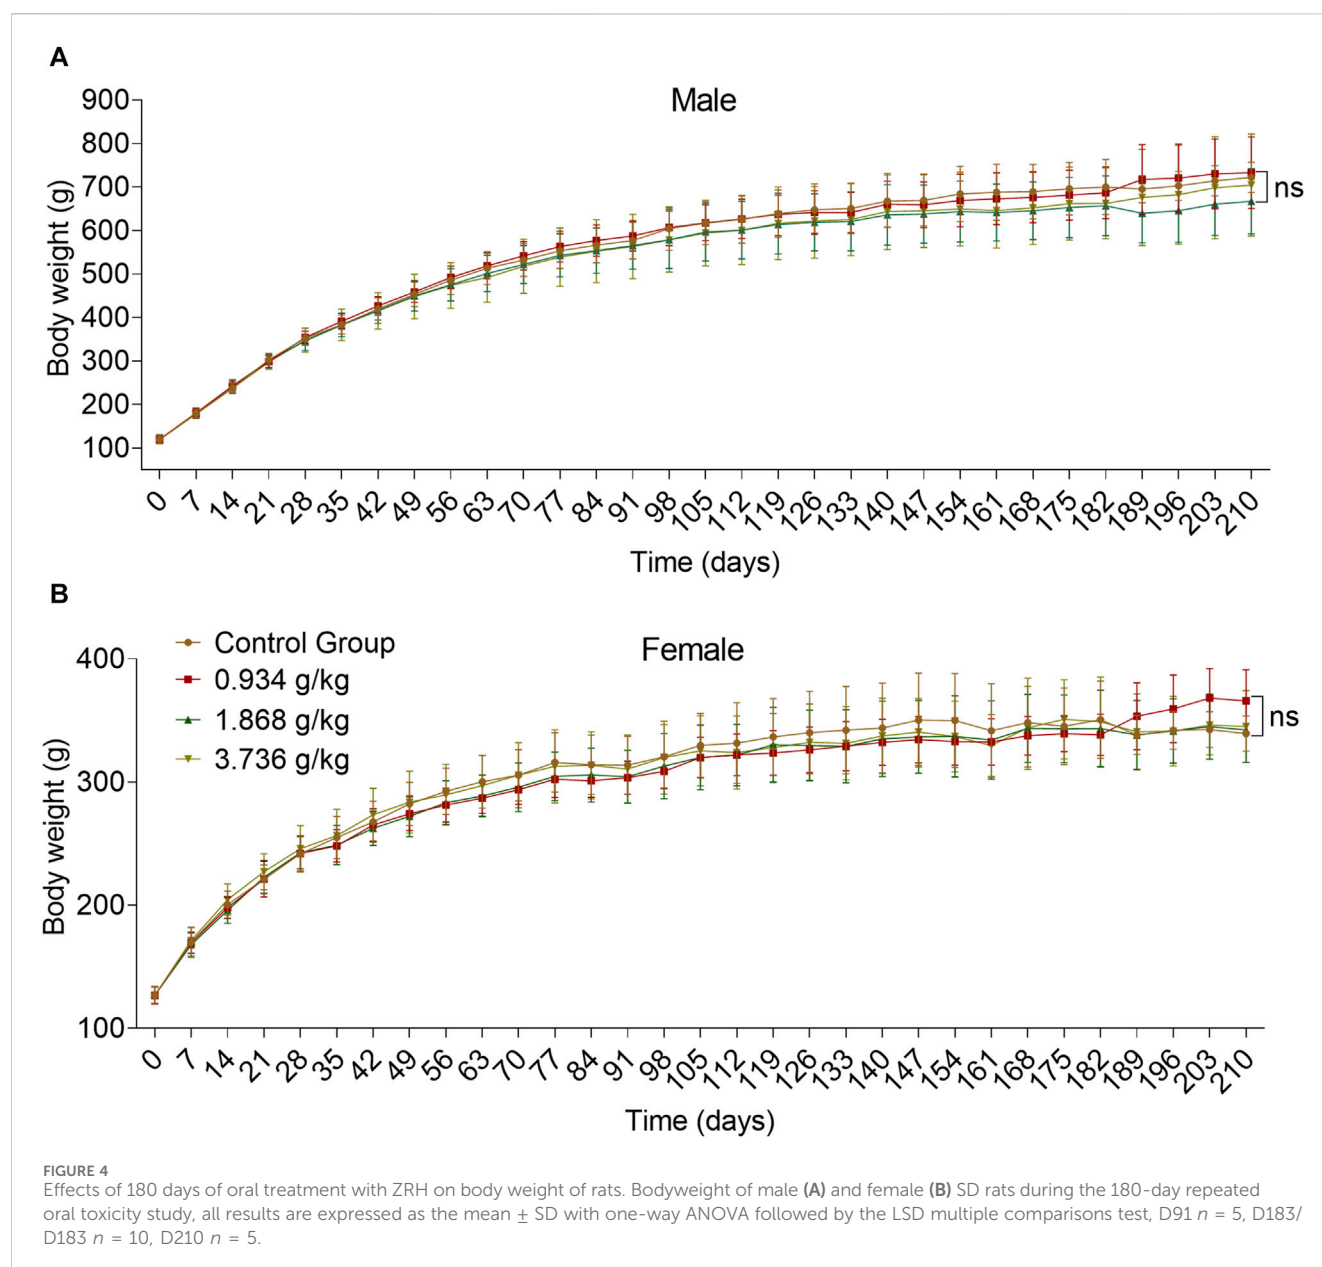 A
Male
900
800
700
600
500
400
300
200
100
Body weight (g)
ns
0 7 14 21 28 35 42 49 56 63 70 77 84 91 98 105 112 119 126 133 140 147 154 161 168 175 182 189 196 203 210
Time (days)
B
Female
Control Group
0.934 g/kg
1.868 g/kg
3.736 g/kg
400
300
200
100
Body weight (g)
ns
0 7 14 21 28 35 42 49 56 63 70 77 84 91 98 105 112 119 126 133 140 147 154 161 168 175 182 189 196 203 210
Time (days)
FIGURE 4
Effects of 180 days of oral treatment with ZRH on body weight of rats. Bodyweight of male (A) and female (B) SD rats during the 180-day repeated
oral toxicity study, all results are expressed as the mean ± SD with one-way ANOVA followed by the LSD multiple comparisons test, D91 n = 5, D183/
D183 n = 10, D210 n = 5.